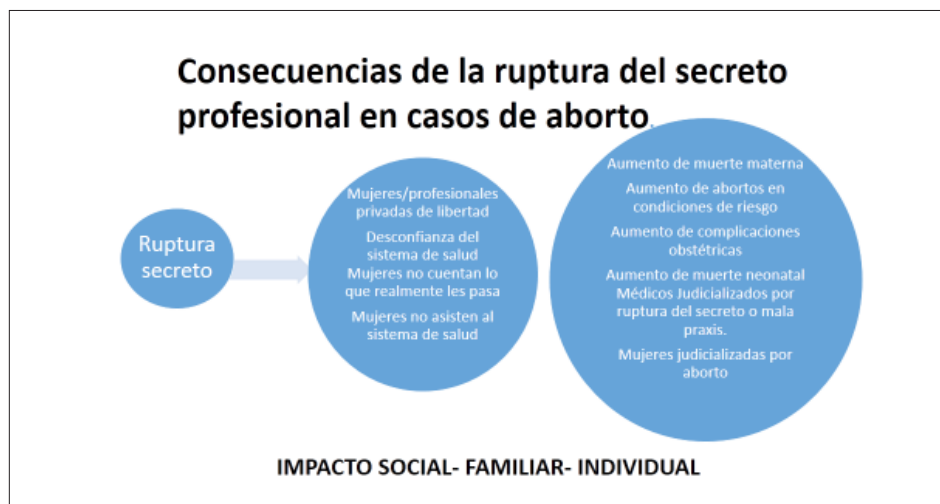 Consecuencias de la ruptura del secreto
profesional en casos de aborto.
Ruptura
secreto
Mujeres/profesionales
privadas de libertad
Desconfianza del
sistema de salud
Mujeres no cuentan lo
que realmente les pasa
Mujeres no asisten al
sistema de salud
Aumento de muerte materna
Aumento de abortos en
condiciones de riesgo
Aumento de complicaciones
obstétricas
Aumento de muerte neonatal
Médicos Judicializados por
ruptura del secreto o mala
praxis.
Mujeres judicializadas por
aborto
IMPACTO SOCIAL- FAMILIAR- INDIVIDUAL